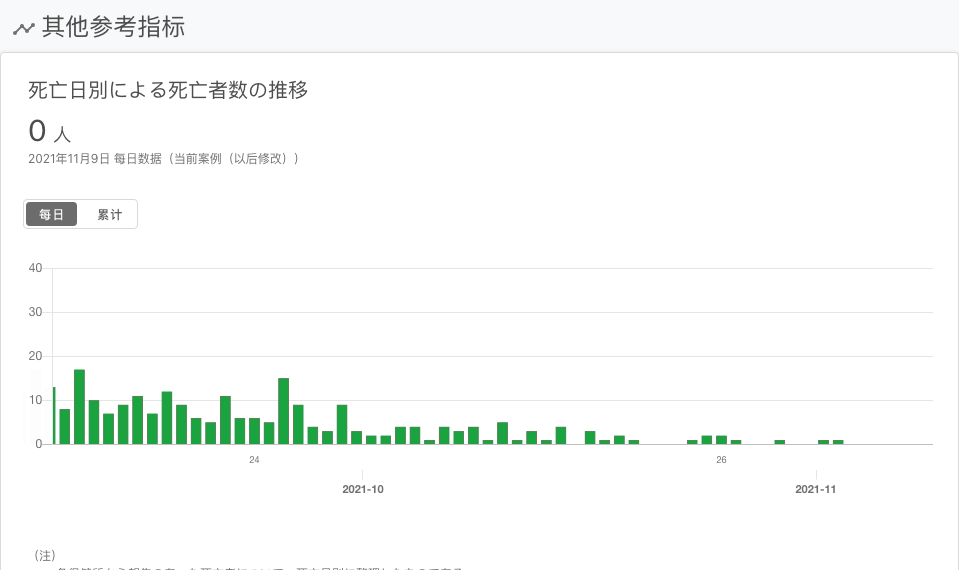 其他参考指标
死亡日別による死亡者数の推移
0 人
2021年11月9日 每日数据（当前案例（以后修改））
每日 累计
40
30
20
10
0
24 26
2021-10 2021-11
（注）